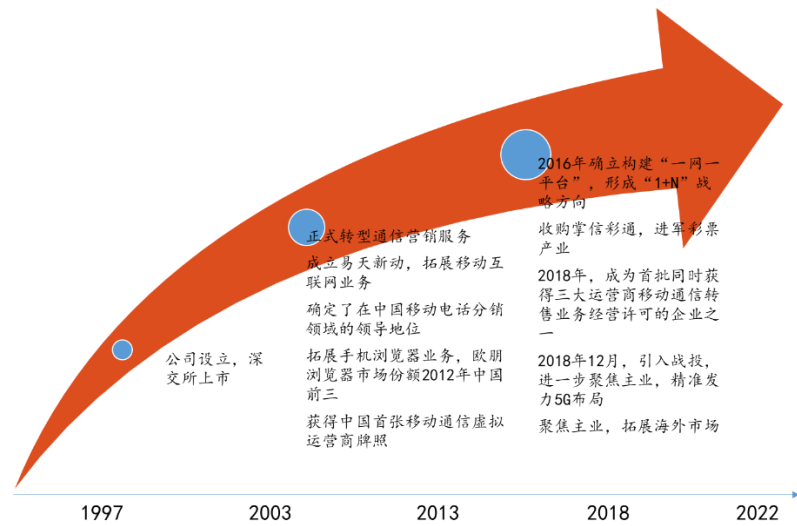 公司设立，深
交所上市
正式转型通信营销服务
成立易天新动，拓展移动互
联网业务
确定了在中国移动电话分销
领域的领导地位
拓展手机浏览器业务，欧朋
浏览器市场份额2012年中国
前三
获得中国首张移动通信虚拟
运营商牌照
2016年确立构建“一网一
平台”，形成“1+N”战
略方向
收购掌信彩通，进军彩票
产业
2018年，成为首批同时获
得三大运营商移动通信转
售业务经营许可的企业之
一
2018年12月，引入战投，
进一步聚焦主业，精准发
力5G布局
聚焦主业，拓展海外市场
1997
2003
2013
2018
2022